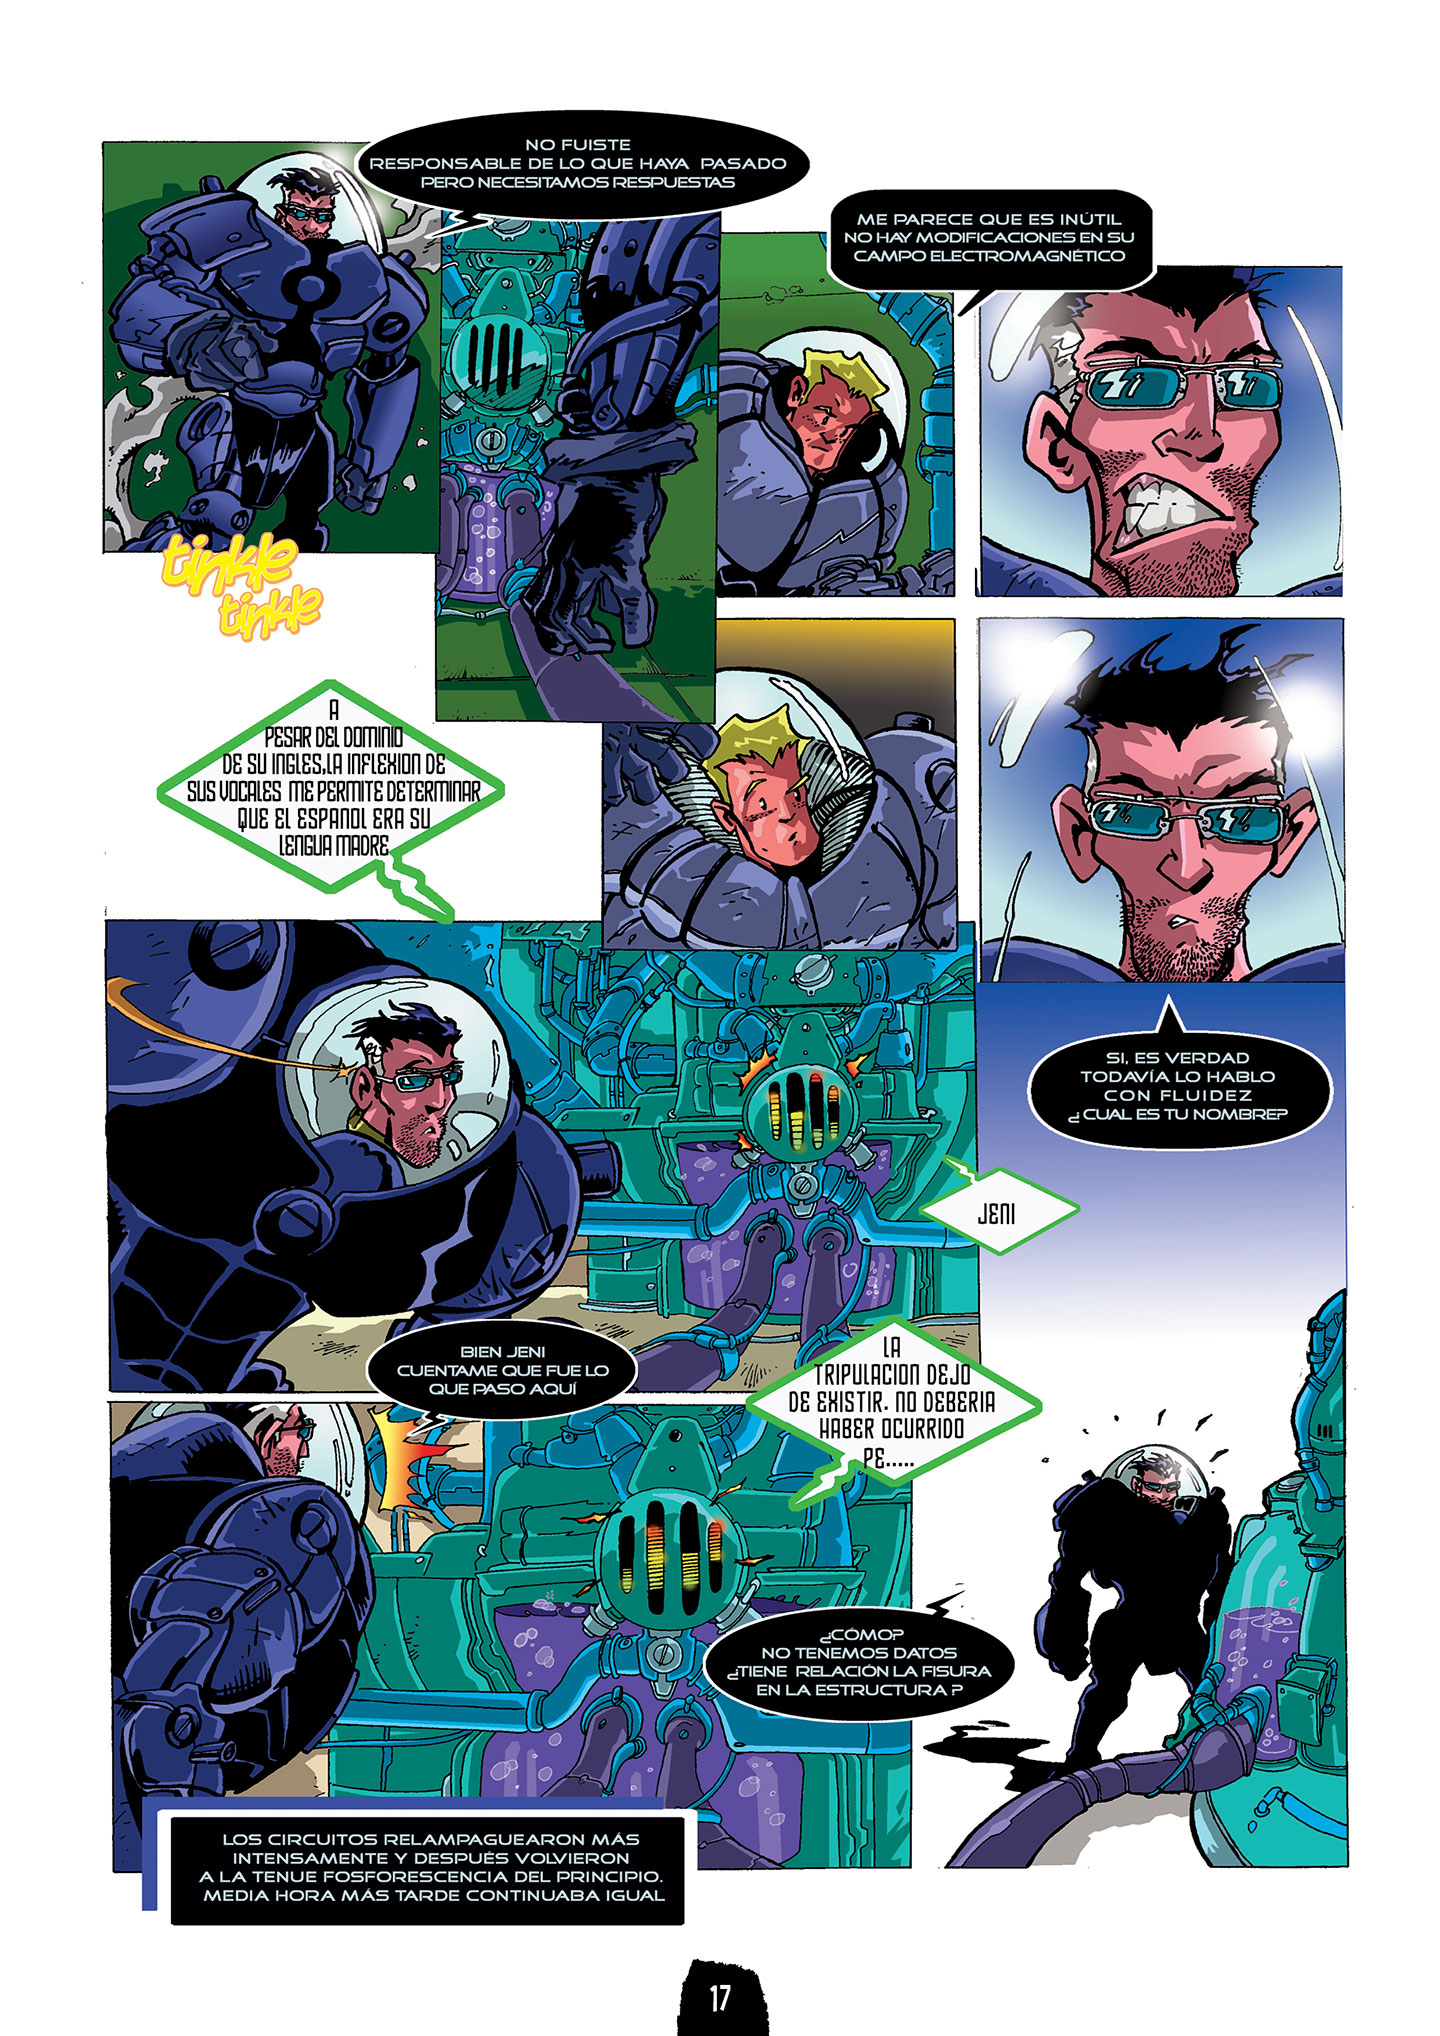 NO FUISTE
RESPONSABLE DE LO QUE HAYA PASADO
PERO NECESITAMOS RESPUESTAS
ME PARECE QUE ES INÚTIL
NO HAY MODIFICACIONES EN SU
CAMPO ELECTROMAGNÉTICO
tinkle
tinkle
A
PESAR DEL DOMINIO
DE SU INGLES,LA INFLEXION DE
SUS VOCALES ME PERMITE DETERMINAR
QUE EL ESPANOL ERA SU
LENGUA MADRE
SI, ES VERDAD
TODAVÍA LO HABLO
CON FLUIDEZ
¿CUAL ES TU NOMBRE?
JENI
BIEN JENI
CUENTAME QUE FUE LO
QUE PASO AQUÍ
LA
TRIPULACION DEJO
DE EXISTIR. NO DEBERIA
HABER OCURRIDO
PE.....
¿CÓMO?
NO TENEMOS DATOS
¿TIENE RELACIÓN LA FISURA
EN LA ESTRUCTURA ?
LOS CIRCUITOS RELAMPAGUEARON MÁS
INTENSAMENTE Y DESPUÉS VOLVIERON
A LA TENUE FOSFORESCENCIA DEL PRINCIPIO.
MEDIA HORA MÁS TARDE CONTINUABA IGUAL
17